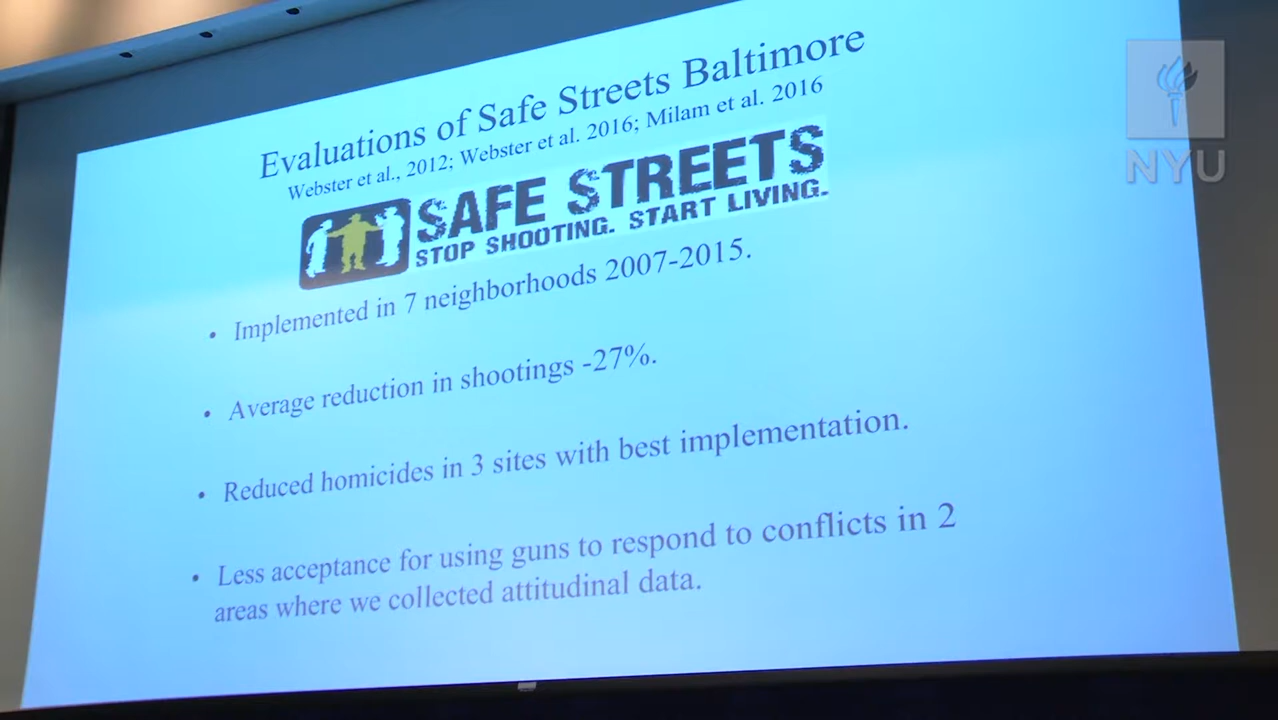 Evaluations of Safe Streets Baltimore
Webster et al., 2012; Webster et al. 2016; Milam et al. 2016
SAFE STREETS
STOP SHOOTING. START LIVING.
• Implemented in 7 neighborhoods 2007-2015.
• Average reduction in shootings -27%.
• Reduced homicides in 3 sites with best implementation.
• Less acceptance for using guns to respond to conflicts in 2
areas where we collected attitudinal data.
NYU